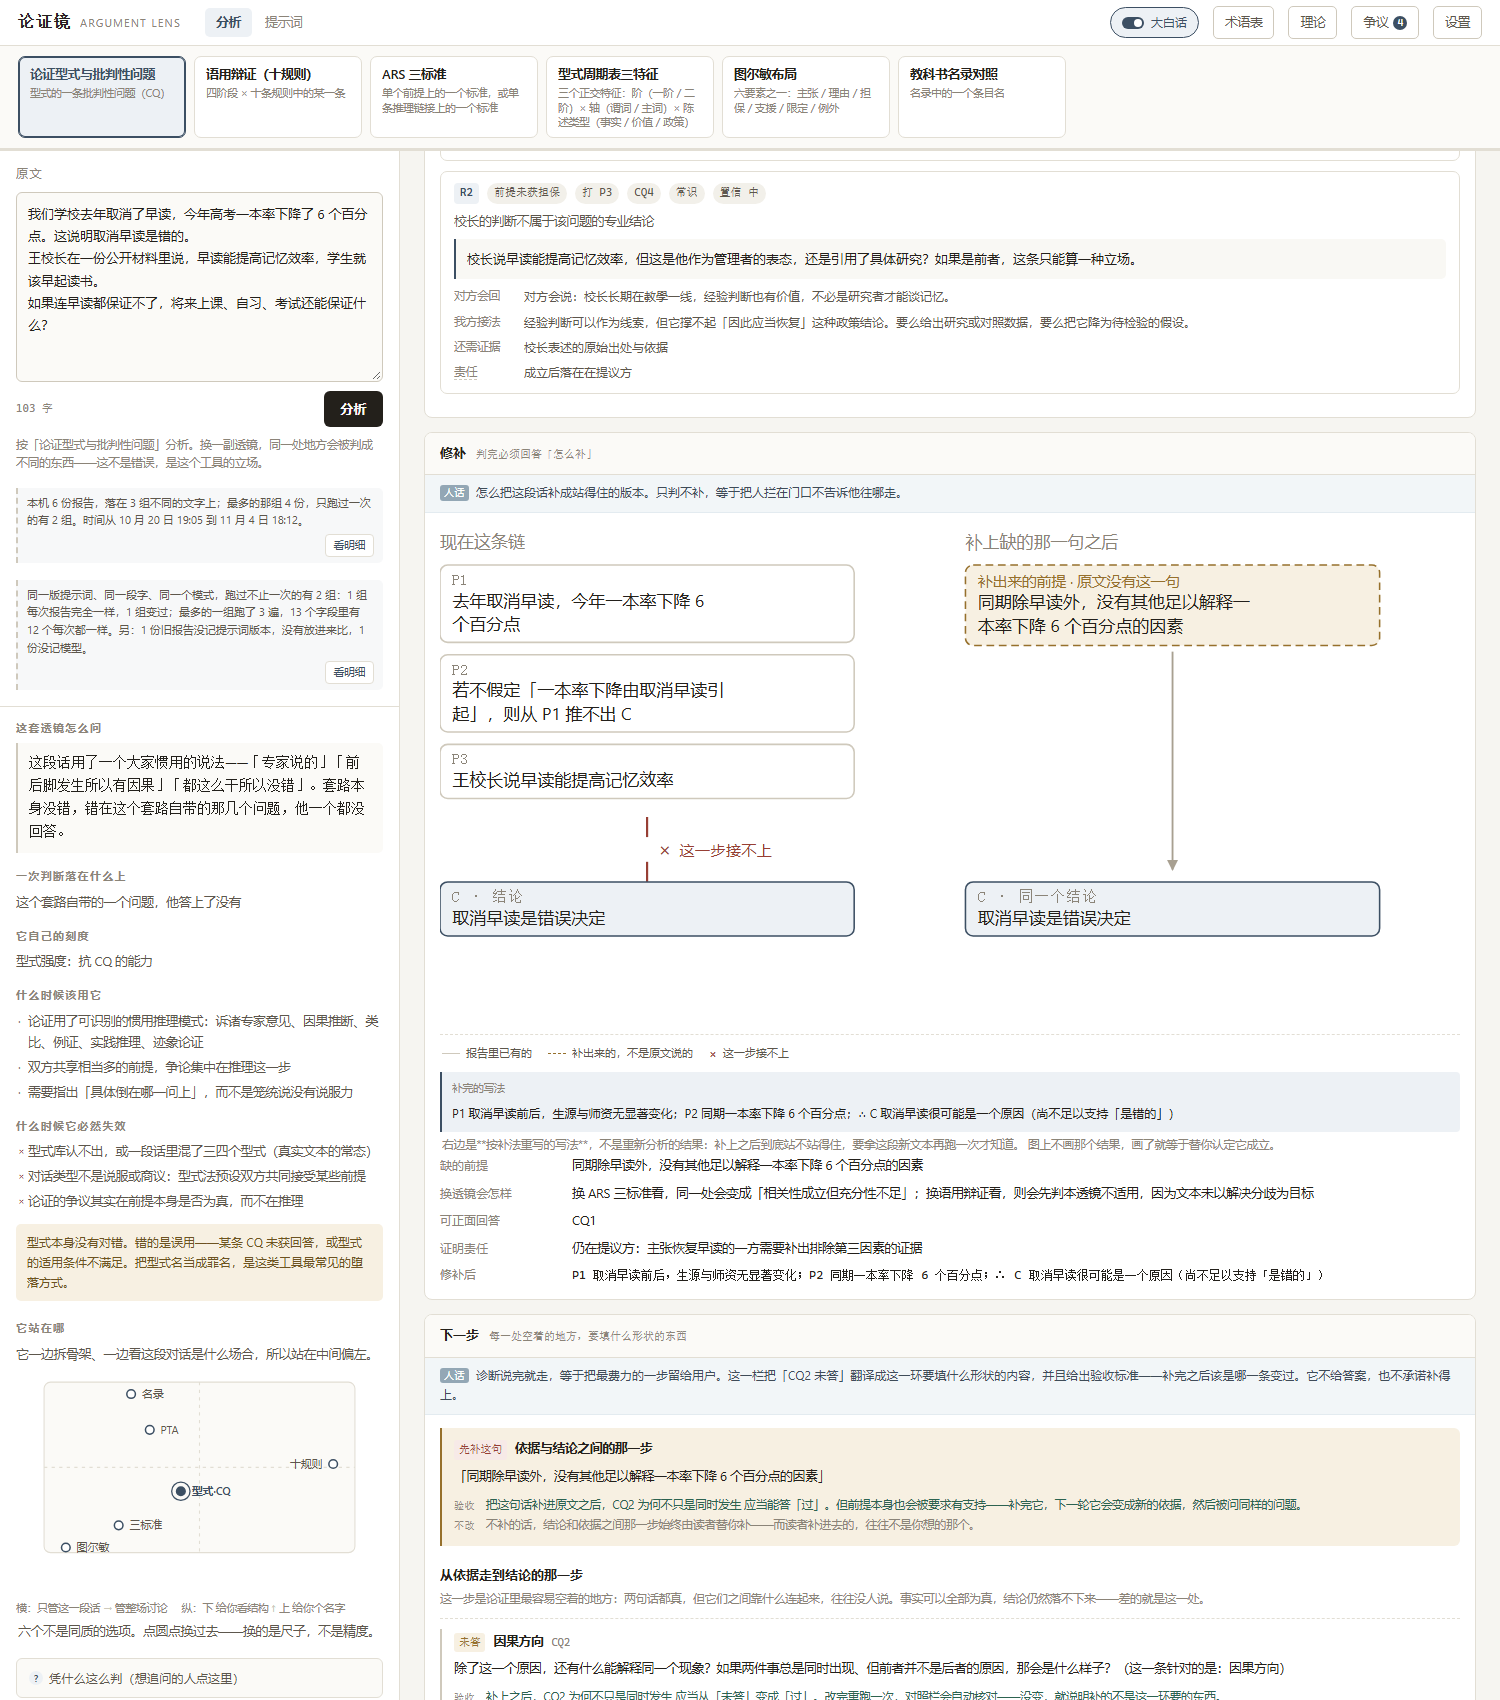 论证镜 ARGUMENT LENS 分析 提示词 大白话 术语表 理论 争议 4 设置
论证型式与批判性问题
型式的一条批判性问题（CQ）
语用辩证（十规则）
四阶段 × 十条规则中的某一条
ARS 三标准
单个前提上的一个标准，或单
条推理链接上的一个标准
型式周期表三特征
三个正交特征：阶（一阶 / 二
阶）× 轴（谓词 / 主词）× 陈
述类型（事实 / 价值 / 政策）
图尔敏布局
六要素之一：主张 / 理由 / 担
保 / 支援 / 限定 / 例外
教科书名录对照
名录中的一个条目名
原文
我们学校去年取消了早读，今年高考一本率下降了 6 个百分
点。这说明取消早读是错的。
王校长在一份公开材料里说，早读能提高记忆效率，学生就
该早起读书。
如果连早读都保证不了，将来上课、自习、考试还能保证什
么？
103 字
分析
按「论证型式与批判性问题」分析。换一副透镜，同一处地方会被判成
不同的东西——这不是错误，是这个工具的立场。
本机 6 份报告，落在 3 组不同的文字上；最多的那组 4 份，只跑过一次
的有 2 组。时间从 10 月 20 日 19:05 到 11 月 4 日 18:12。
看明细
同一版提示词、同一段字、同一个模式，跑过不止一次的有 2 组：1 组
每次报告完全一样，1 组变过；最多的一组跑了 3 遍，13 个字段里有
12 个每次都一样。另：1 份旧报告没记提示词版本，没有放进来比，1
份没记模型。
看明细
这套透镜怎么问
这段话用了一个大家惯用的说法——「专家说的」「前
后脚发生所以有因果」「都这么干所以没错」。套路本
身没错，错在这个套路自带的那几个问题，他一个都没
回答。
一次判断落在什么上
这个套路自带的一个问题，他答上了没有
它自己的刻度
型式强度：抗 CQ 的能力
什么时候该用它
· 论证用了可识别的惯用推理模式：诉诸专家意见、因果推断、类
比、例证、实践推理、迹象论证
· 双方共享相当多的前提，争论集中在推理这一步
· 需要指出「具体倒在哪一问上」，而不是笼统说没有说服力
什么时候它必然失效
× 型式库认不出，或一段话里混了三四个型式（真实文本的常态）
× 对话类型不是说服或商议：型式法预设双方共同接受某些前提
× 论证的争议其实在前提本身是否为真，而不在推理
型式本身没有对错。错的是误用——某条 CQ 未获回答，或型式
的适用条件不满足。把型式名当成罪名，是这类工具最常见的堕
落方式。
它站在哪
它一边拆骨架、一边看这段对话是什么场合，所以站在中间偏左。
名录
PTA
十规则
型式·CQ
三标准
图尔敏
横：只管这一段话 → 管整场讨论 纵：下 给你看结构 ↑ 上 给你个名字
六个不是同质的选项。点圆点换过去——换的是尺子，不是精度。
? 凭什么这么判（想追问的人点这里）
R2 前提未获担保 打 P3 CQ4 常识 置信 中
校长的判断不属于该问题的专业结论
校长说早读能提高记忆效率，但这是他作为管理者的表态，还是引用了具体研究？如果是前者，这条只能算一种立场。
对方会回 对方会说：校长长期在教學一线，经验判断也有价值，不必是研究者才能谈记忆。
我方接法 经验判断可以作为线索，但它撑不起「因此应当恢复」这种政策结论。要么给出研究或对照数据，要么把它降为待检验的假设。
还需证据 校长表述的原始出处与依据
责任 成立后落在在提议方
修补 判完必须回答「怎么补」
人话 怎么把这段话补成站得住的版本。只判不补，等于把人拦在门口不告诉他往哪走。
现在这条链
P1
去年取消早读，今年一本率下降 6
个百分点
P2
若不假定「一本率下降由取消早读引
起」，则从 P1 推不出 C
P3
王校长说早读能提高记忆效率
× 这一步接不上
C · 结论
取消早读是错误决定
补上缺的那一句之后
补出来的前提 · 原文没有这一句
同期除早读外，没有其他足以解释一
本率下降 6 个百分点的因素
C · 同一个结论
取消早读是错误决定
报告里已有的 补出来的，不是原文说的 × 这一步接不上
补完的写法
P1 取消早读前后，生源与师资无显著变化；P2 同期一本率下降 6 个百分点；∴ C 取消早读很可能是一个原因（尚不足以支持「是错的」）
右边是**按补法重写的写法**，不是重新分析的结果：补上之后到底站不站得住，要拿这段新文本再跑一次才知道。图上不画那个结果，画了就等于替你认定它成立。
缺的前提 同期除早读外，没有其他足以解释一本率下降 6 个百分点的因素
换透镜会怎样 换 ARS 三标准看，同一处会变成「相关性成立但充分性不足」；换语用辩证看，则会先判本透镜不适用，因为文本未以解决分歧为目标
可正面回答 CQ1
证明责任 仍在提议方：主张恢复早读的一方需要补出排除第三因素的证据
修补后 P1 取消早读前后，生源与师资无显著变化；P2 同期一本率下降 6 个百分点；∴ C 取消早读很可能是一个原因（尚不足以支持「是错的」）
下一步 每一处空着的地方，要填什么形状的东西
人话 诊断说完就走，等于把最费力的一步留给用户。这一栏把「CQ2 未答」翻译成这一环要填什么形状的内容，并且给出验收标准——补完之后该是哪一条变过。它不给答案，也不承诺补得
上。
先补这句 依据与结论之间的那一步
「同期除早读外，没有其他足以解释一本率下降 6 个百分点的因素」
验收 把这句话补进原文之后，CQ2 为何不只是同时发生 应当能答「过」。但前提本身也会被要求有支持——补完它，下一轮它会变成新的依据，然后被问同样的问题。
不改 不补的话，结论和依据之间那一步始终由读者替你补——而读者补进去的，往往不是你想的那个。
从依据走到结论的那一步
这一步是论证里最容易空着的地方：两句话都真，但它们之间靠什么连起来，往往没人说。事实可以全部为真，结论仍然落不下来——差的就是这一处。
未答 因果方向 CQ2
除了这一个原因，还有什么能解释同一个现象？如果两件事总是同时出现、但前者并不是后者的原因，那会是什么样子？（这一条针对的是：因果方向）
验收 补上之后，CQ2 为何不只是同时发生 应当从「未答」变成「过」。改完重跑一次，对照栏会自动核对——没变，就说明补的不是这一环要的东西。